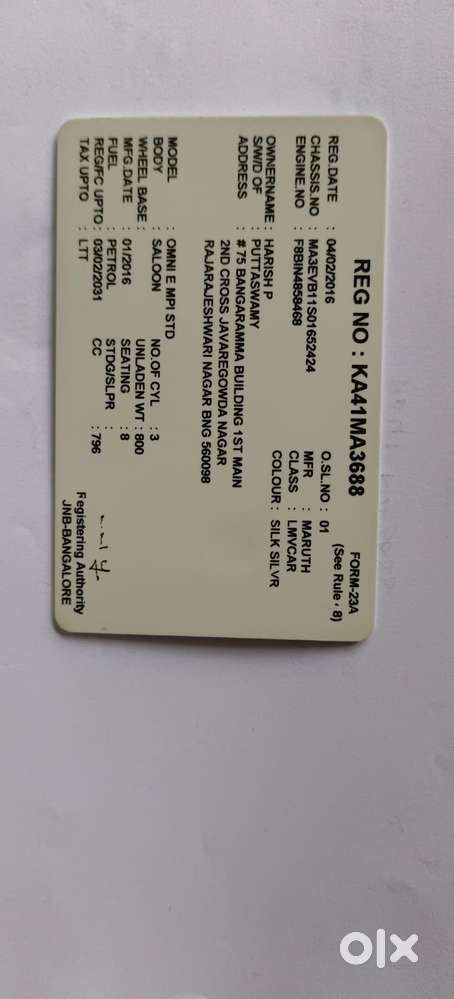 FORM-23A
(See Rule - 8)
REG NO : KA41MA3688
REG.DATE : 04/02/2016 O.SL.NO : 01
CHASSIS.NO : MA3EVB11S01652424 MFR : MARUTH
ENGINE.NO : F8BIN4858468 CLASS : LMVCAR
COLOUR : SILK SILVR
OWNERNAME : HARISH P
S/W/D OF : PUTTASWAMY
ADDRESS : # 75 BANGARAMMA BUILDING 1ST MAIN
2ND CROSS JAVAREGOWDA NAGAR
RAJARAJESHWARI NAGAR BNG 560098
MODEL : OMNI E MPI STD
BODY : SALOON NO.OF CYL : 3
WHEEL BASE : UNLADEN WT : 800
MFG.DATE : 01/2016 SEATING : 8
FUEL : PETROL STDG/SLPR :
REG/FC UPTO : 03/02/2031 CC : 796
TAX UPTO : LTT
Registering Authority
JNB-BANGALORE
olx